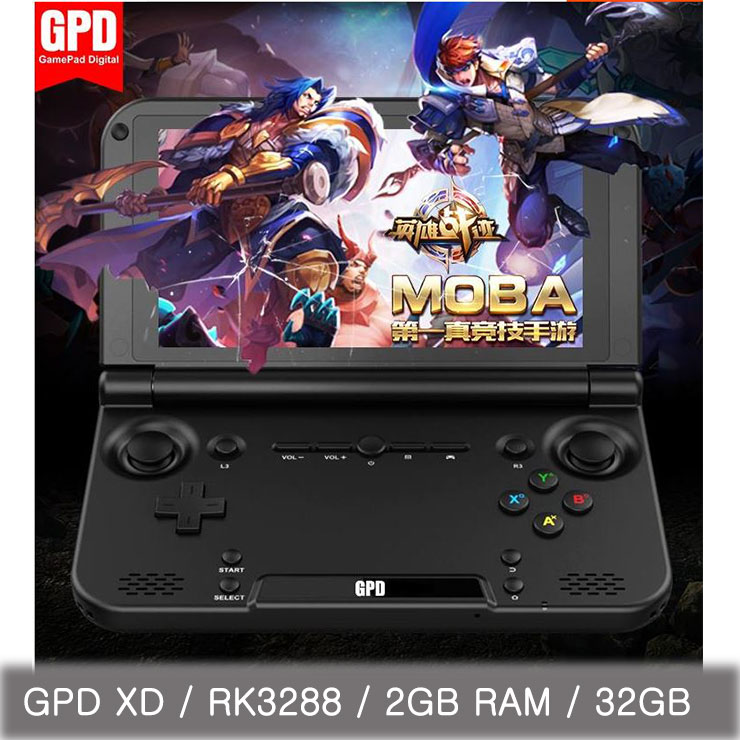 GPD
GamePad Digital
英雄战迹
MOBA
第一真竞技手游
L3
VOL−
VOL+
R3
Y
X
B
A
START
SELECT
GPD
GPD XD / RK3288 / 2GB RAM / 32GB